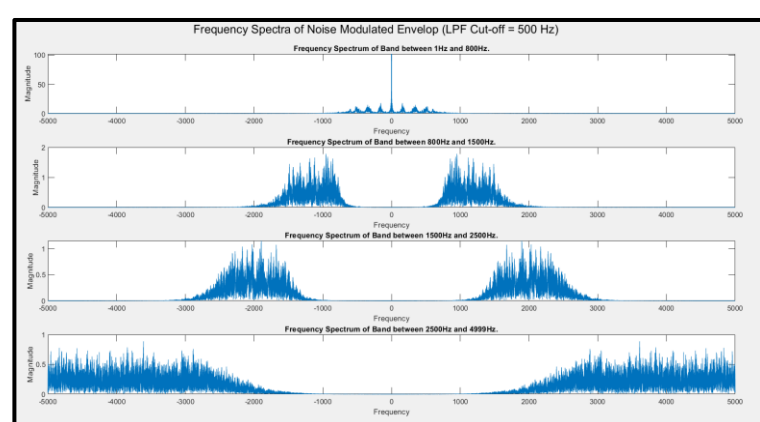 Frequency Spectra of Noise Modulated Envelop (LPF Cut-off = 500 Hz)
Frequency Spectrum of Band between 1Hz and 800Hz.
Magnitude
100
50
0
-5000 -4000 -3000 -2000 -1000 0 1000 2000 3000 4000 5000
Frequency
Frequency Spectrum of Band between 800Hz and 1500Hz.
Magnitude
2
1
0
-5000 -4000 -3000 -2000 -1000 0 1000 2000 3000 4000 5000
Frequency
Frequency Spectrum of Band between 1500Hz and 2500Hz.
Magnitude
1
0.5
0
-5000 -4000 -3000 -2000 -1000 0 1000 2000 3000 4000 5000
Frequency
Frequency Spectrum of Band between 2500Hz and 4999Hz.
Magnitude
1
0.5
0
-5000 -4000 -3000 -2000 -1000 0 1000 2000 3000 4000 5000
Frequency